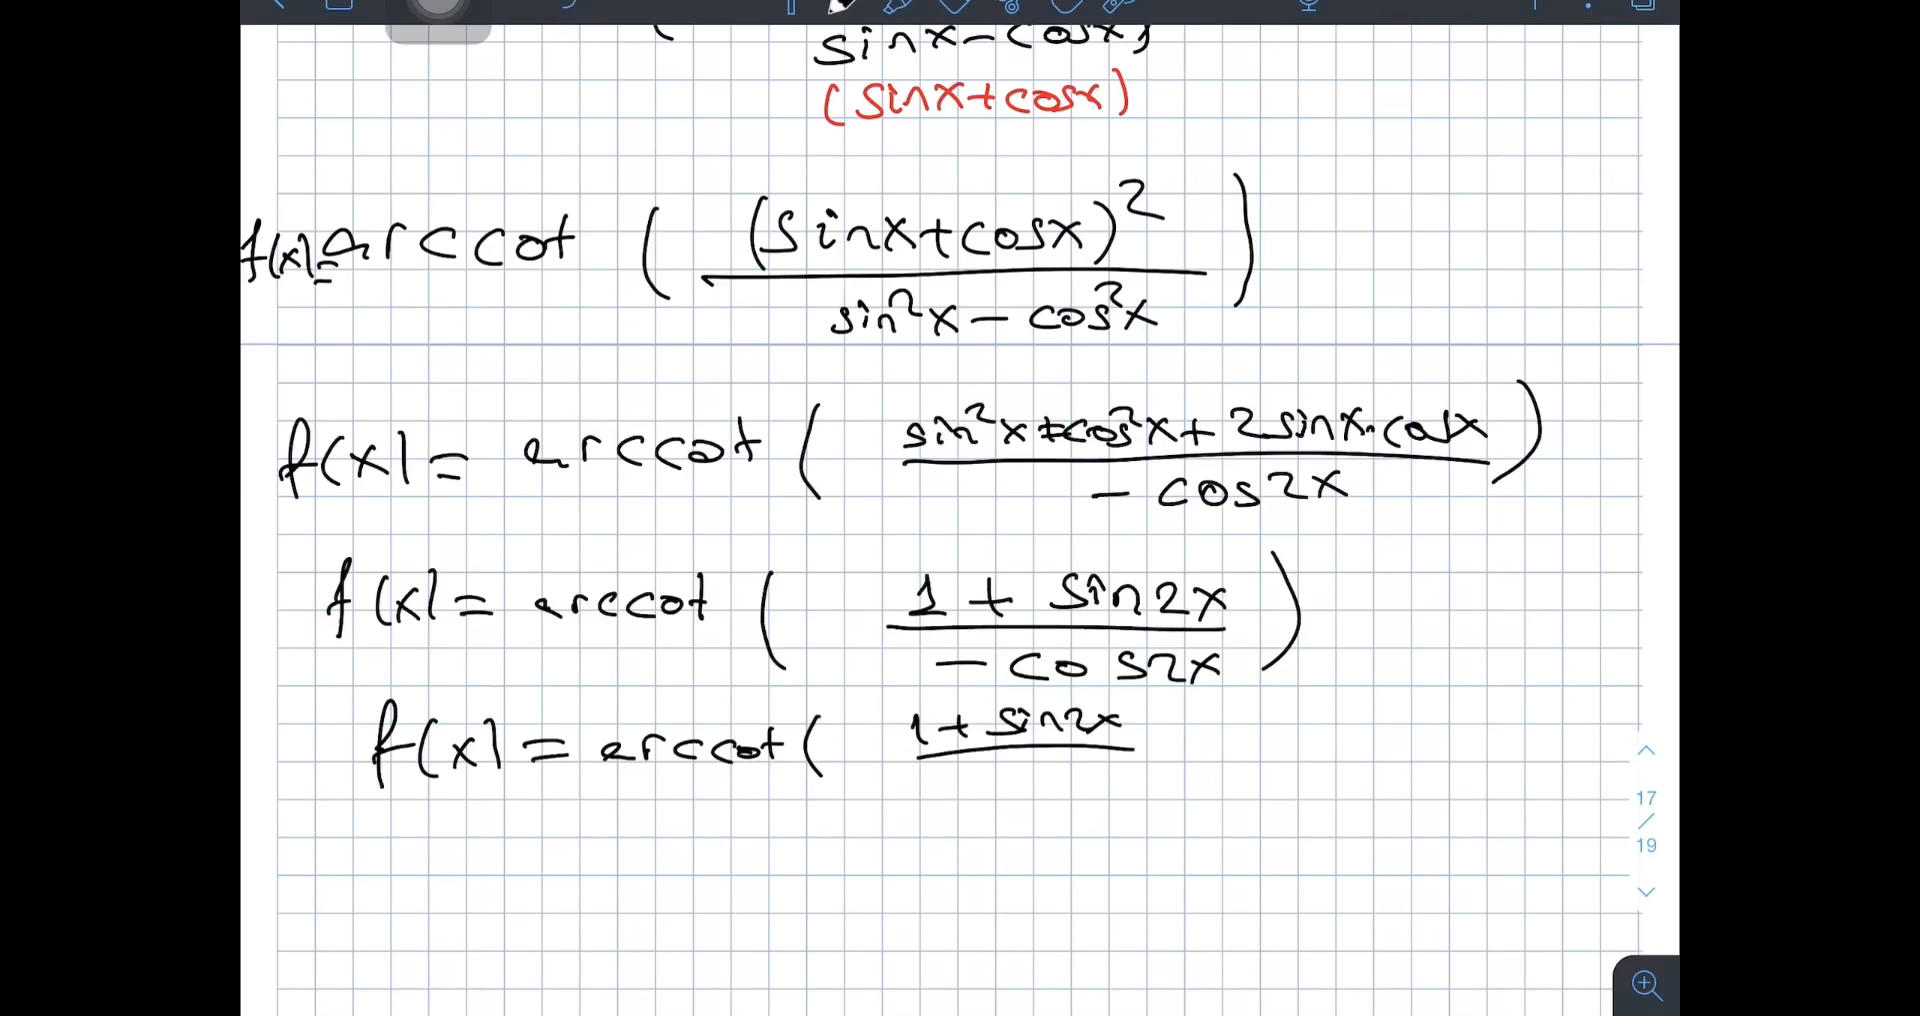 sinx-cosx)
(sinx+cosx)
f(x)=arccot ( (sinx+cosx)² / sin²x - cos²x )
f(x) = arccot ( sin²x+cos²x+2sinx.cosx / - cos2x )
f(x) = arccot ( 1 + sin2x / - cos2x )
f(x) = arccot ( 1+sin2x /
17
/
19